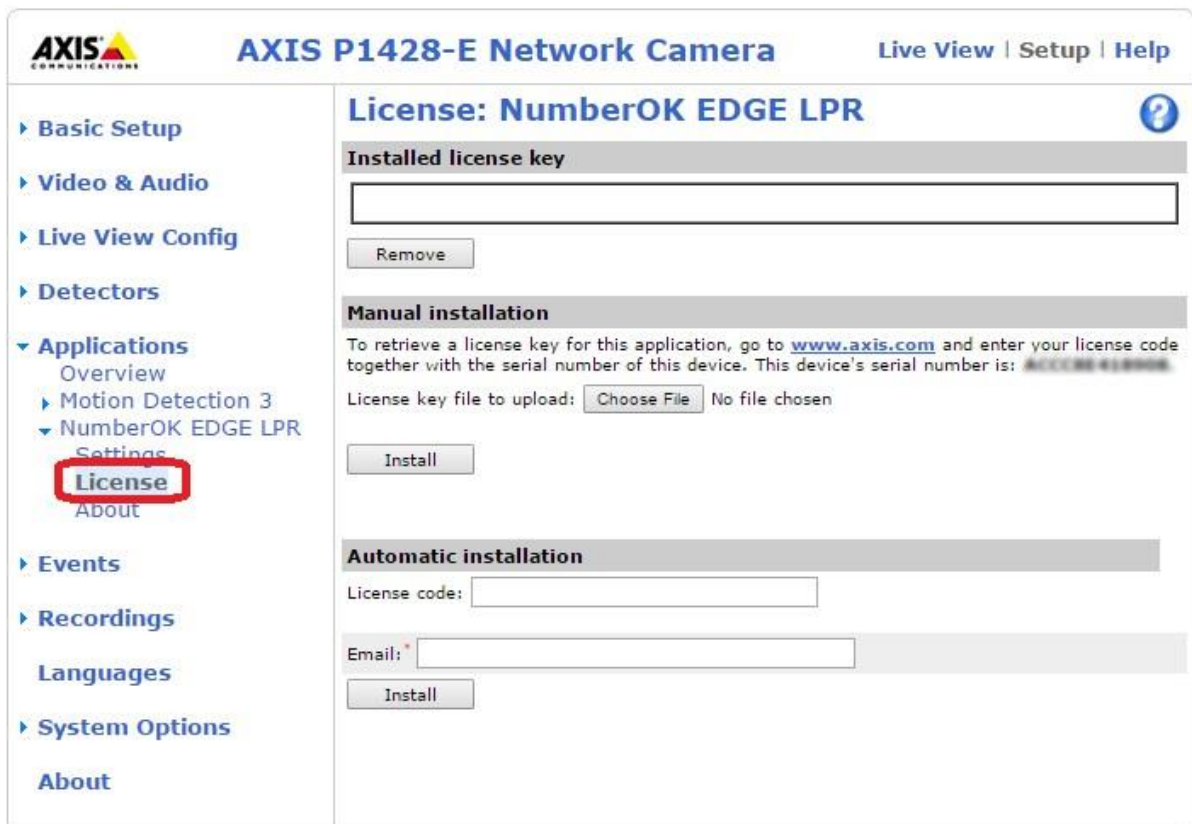 AXIS
COMMUNICATIONS
AXIS P1428-E Network Camera
Live View | Setup | Help
Basic Setup
Video & Audio
Live View Config
Detectors
Applications
Overview
Motion Detection 3
NumberOK EDGE LPR
Settings
License
About
Events
Recordings
Languages
System Options
About
License: NumberOK EDGE LPR
?
Installed license key
Remove
Manual installation
To retrieve a license key for this application, go to www.axis.com and enter your license code
together with the serial number of this device. This device's serial number is:
License key file to upload: Choose File No file chosen
Install
Automatic installation
License code:
Email:*
Install